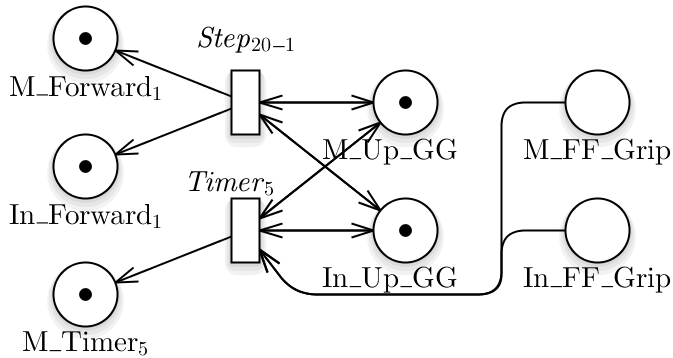 Step₂₀₋₁
M_Forward₁
M_Up_GG
M_FF_Grip
Timer₅
In_Forward₁
In_Up_GG
In_FF_Grip
M_Timer₅